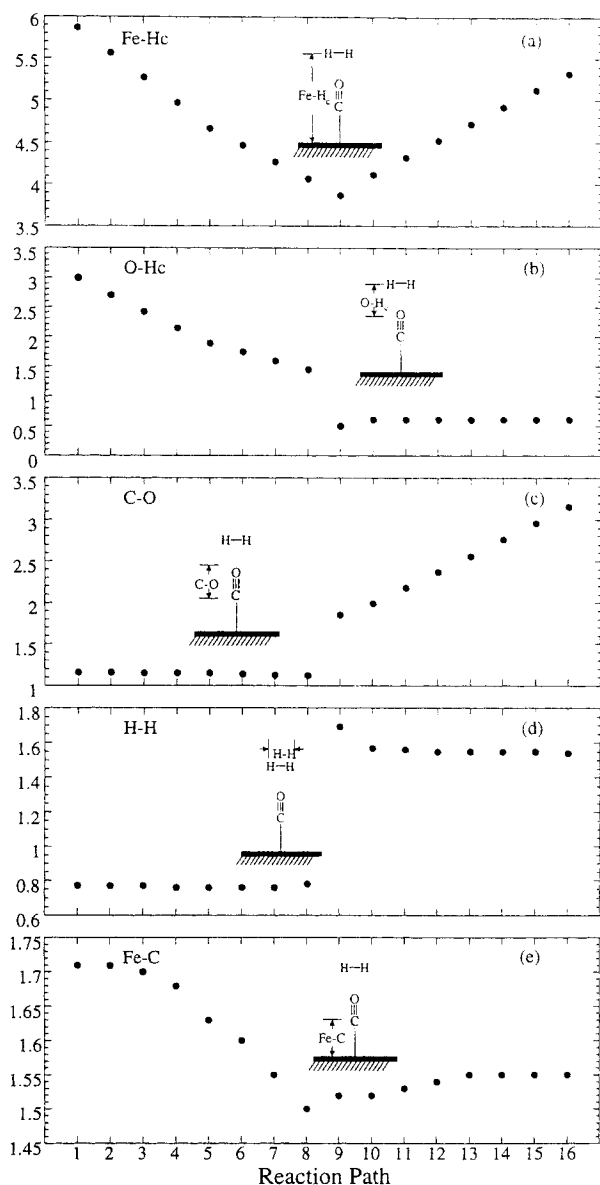 6
Fe-Hc
(a)
5.5
H-H
5
O
Fe-Hc
C
4.5
4
3.5
3.5
O-Hc
(b)
3
H-H
2.5
O-Hc
O
2
C
1.5
1
0.5
0
3.5
C-O
(c)
3
H-H
2.5
O
C-O
C
2
1.5
1
1.8
H-H
(d)
1.6
H-H
H-H
1.4
1.2
O
1
C
0.8
0.6
1.75
Fe-C
(e)
1.7
H-H
1.65
O
C
1.6
Fe-C
1.55
1.5
1.45
1 2 3 4 5 6 7 8 9 10 11 12 13 14 15 16
Reaction Path